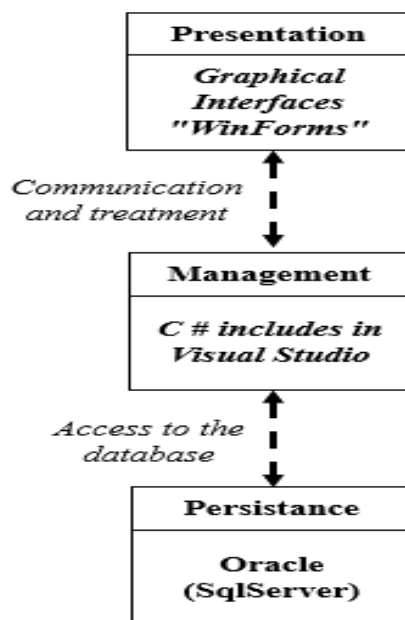 Presentation
Graphical
Interfaces
"WinForms"
Communication
and treatment
Management
C # includes in
Visual Studio
Access to the
database
Persistance
Oracle
(SqlServer)